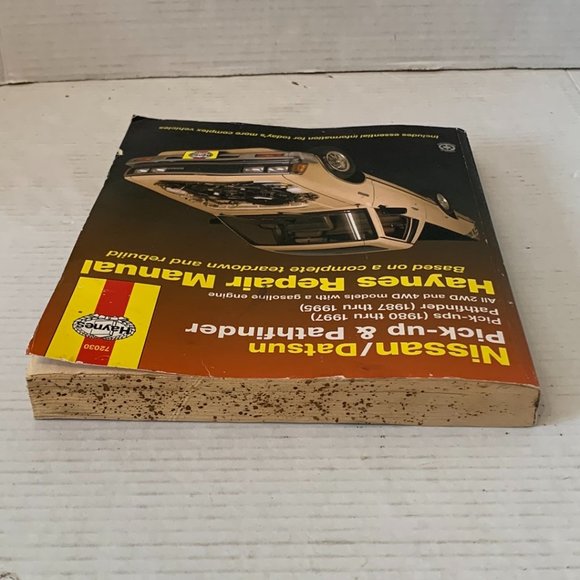 Nissan/Datsun
Pick-up & Pathfinder
Pick-ups (1980 thru 1997)
Pathfinder (1987 thru 1995)
All 2WD and 4WD models with a gasoline engine
Haynes Repair Manual
Based on a complete teardown and rebuild
72030
Haynes
Haynes
Includes essential information for today's more complex vehicles